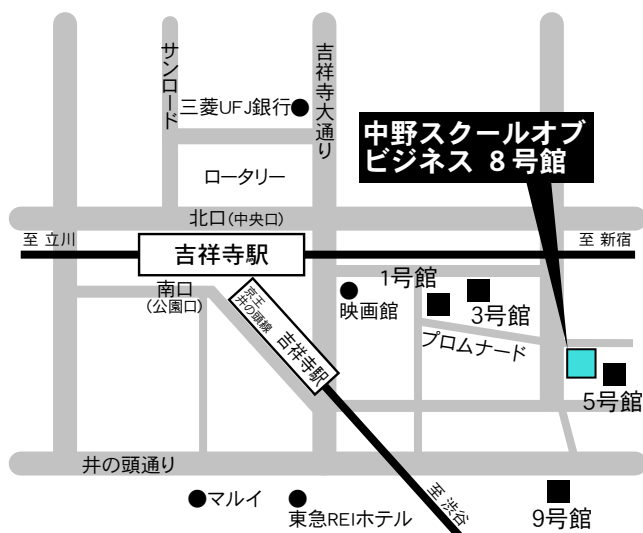 サンロード
吉祥寺大通り
三菱UFJ銀行
中野スクールオブ
ビジネス 8号館
ロータリー
北口(中央口)
至 立川
吉祥寺駅
至 新宿
南口
(公園口)
京王
井の頭線
吉祥寺駅
1号館
映画館
3号館
プロムナード
5号館
井の頭通り
マルイ
東急REIホテル
至 渋谷
9号館